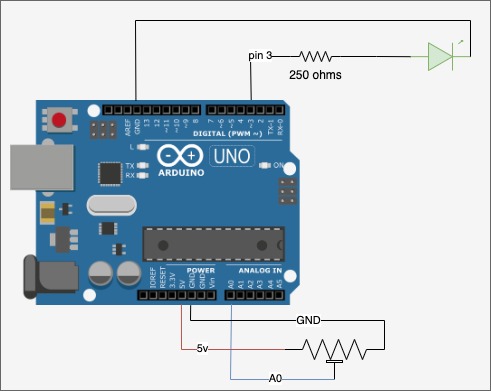 pin 3
250 ohms
AREF
GND
13
12
~11
~10
~9
8
7
~6
~5
4
~3
2
TX-1
RX-0
DIGITAL (PWM ~)
L
TX
RX
UNO
ON
ARDUINO
POWER
ANALOG IN
IOREF
RESET
3.3V
5V
GND
GND
Vin
A0
A1
A2
A3
A4
A5
GND
5v
A0